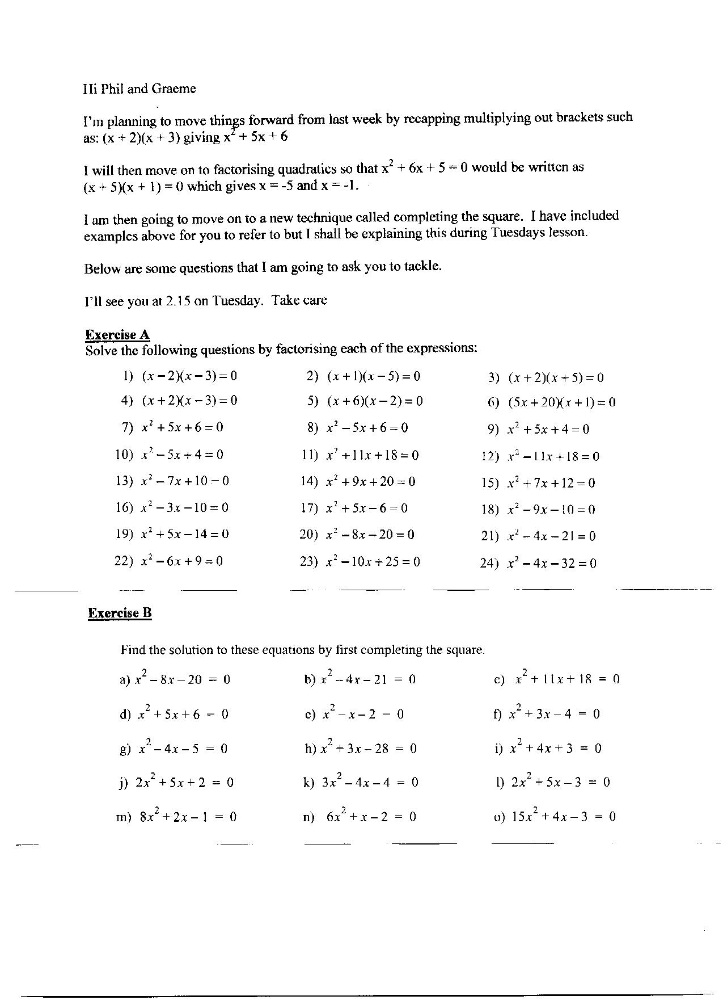 Hi Phil and Graeme
I'm planning to move things forward from last week by recapping multiplying out brackets such
as: (x + 2)(x + 3) giving x² + 5x + 6
I will then move on to factorising quadratics so that x² + 6x + 5 = 0 would be written as
(x + 5)(x + 1) = 0 which gives x = -5 and x = -1.
I am then going to move on to a new technique called completing the square. I have included
examples above for you to refer to but I shall be explaining this during Tuesdays lesson.
Below are some questions that I am going to ask you to tackle.
I'll see you at 2.15 on Tuesday. Take care
Exercise A
Solve the following questions by factorising each of the expressions:
1) (x – 2)(x – 3) = 0 2) (x + 1)(x – 5) = 0 3) (x + 2)(x + 5) = 0
4) (x + 2)(x – 3) = 0 5) (x + 6)(x – 2) = 0 6) (5x + 20)(x + 1) = 0
7) x² + 5x + 6 = 0 8) x² – 5x + 6 = 0 9) x² + 5x + 4 = 0
10) x² – 5x + 4 = 0 11) x² + 11x + 18 = 0 12) x² – 11x + 18 = 0
13) x² – 7x + 10 = 0 14) x² + 9x + 20 = 0 15) x² + 7x + 12 = 0
16) x² – 3x – 10 = 0 17) x² + 5x – 6 = 0 18) x² – 9x – 10 = 0
19) x² + 5x – 14 = 0 20) x² – 8x – 20 = 0 21) x² – 4x – 21 = 0
22) x² – 6x + 9 = 0 23) x² – 10x + 25 = 0 24) x² – 4x – 32 = 0
Exercise B
Find the solution to these equations by first completing the square.
a) x² – 8x – 20 = 0 b) x² – 4x – 21 = 0 c) x² + 11x + 18 = 0
d) x² + 5x + 6 = 0 e) x² – x – 2 = 0 f) x² + 3x – 4 = 0
g) x² – 4x – 5 = 0 h) x² + 3x – 28 = 0 i) x² + 4x + 3 = 0
j) 2x² + 5x + 2 = 0 k) 3x² – 4x – 4 = 0 l) 2x² + 5x – 3 = 0
m) 8x² + 2x – 1 = 0 n) 6x² + x – 2 = 0 o) 15x² + 4x – 3 = 0